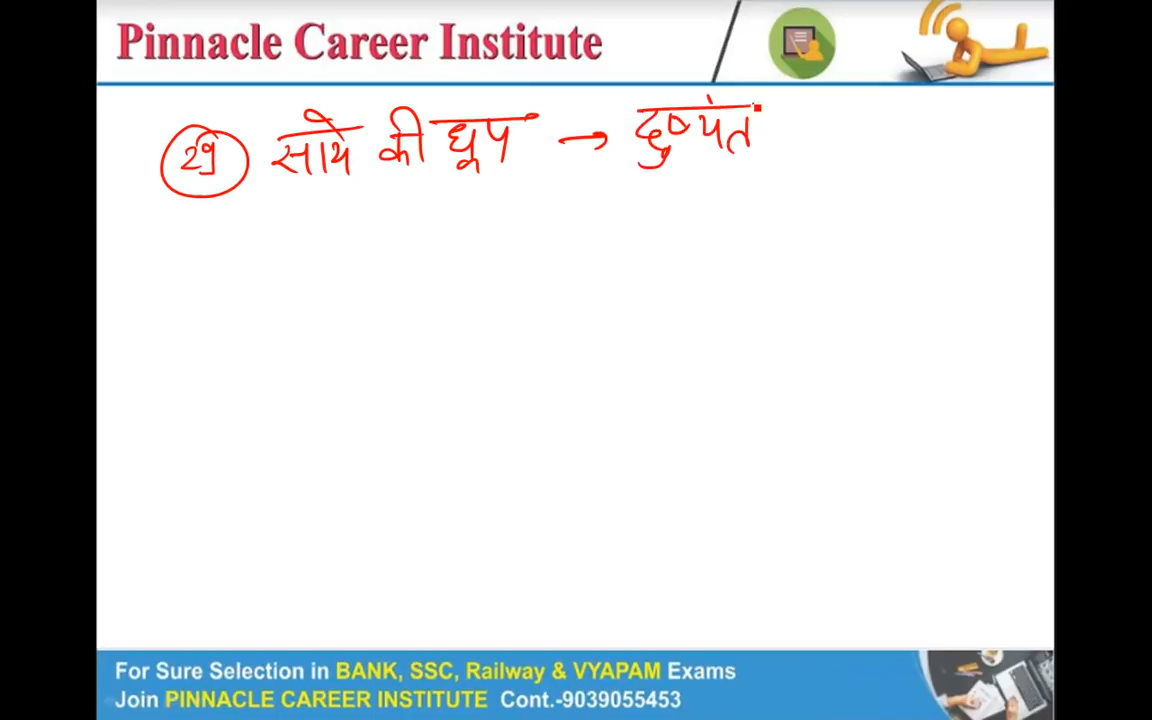 Pinnacle Career Institute
29 साये की धूप → दुष्यंत
For Sure Selection in BANK, SSC, Railway & VYAPAM Exams
Join PINNACLE CAREER INSTITUTE Cont.-9039055453